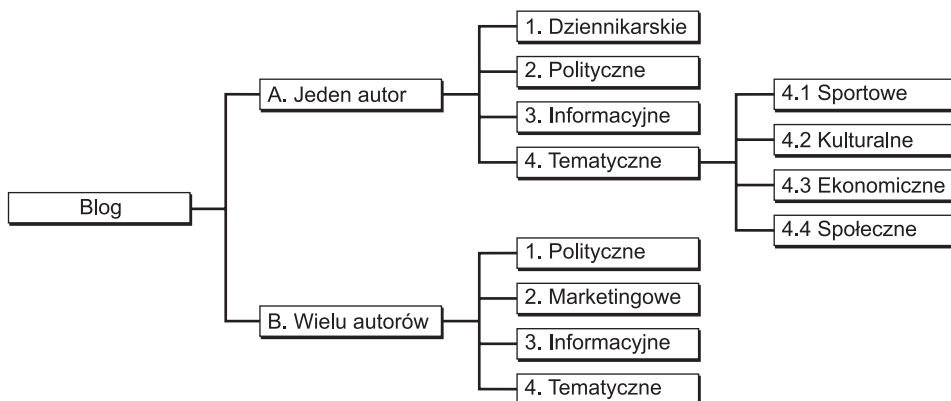 Blog
A. Jeden autor
1. Dziennikarskie
2. Polityczne
3. Informacyjne
4. Tematyczne
4.1 Sportowe
4.2 Kulturalne
4.3 Ekonomiczne
4.4 Społeczne
B. Wielu autorów
1. Polityczne
2. Marketingowe
3. Informacyjne
4. Tematyczne